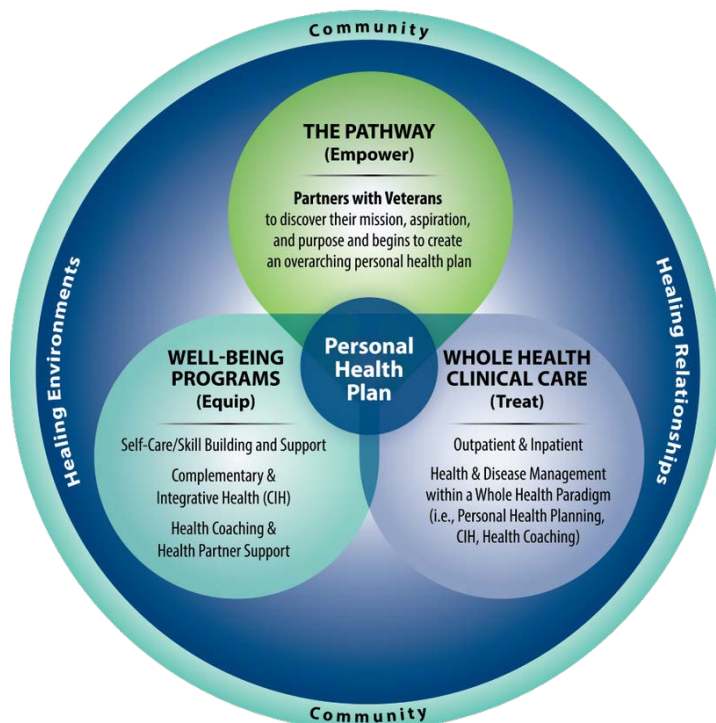 Community
THE PATHWAY
(Empower)
Partners with Veterans
to discover their mission, aspiration,
and purpose and begins to create
an overarching personal health plan
Healing Environments
Healing Relationships
Personal
Health
Plan
WELL-BEING
PROGRAMS
(Equip)
Self-Care/Skill Building and Support
Complementary &
Integrative Health (CIH)
Health Coaching &
Health Partner Support
WHOLE HEALTH
CLINICAL CARE
(Treat)
Outpatient & Inpatient
Health & Disease Management
within a Whole Health Paradigm
(i.e., Personal Health Planning,
CIH, Health Coaching)
Community